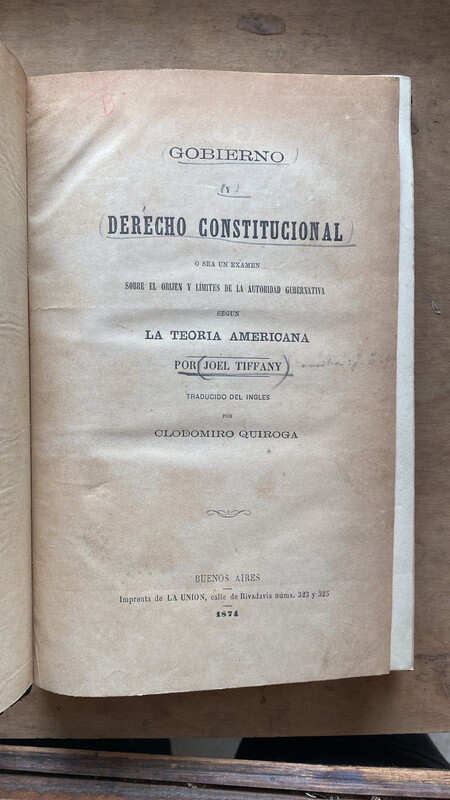 GOBIERNO
(y)
DERECHO CONSTITUCIONAL
O SEA UN EXAMEN
SOBRE EL ORIJEN Y LÍMITES DE LA AUTORIDAD GUBERNATIVA
SEGUN
LA TEORIA AMERICANA
POR (JOEL TIFFANY)
TRADUCIDO DEL INGLES
POR
CLODOMIRO QUIROGA
BUENOS AIRES
Imprenta de LA UNION, calle de Rivadavia núms. 323 y 325
1874